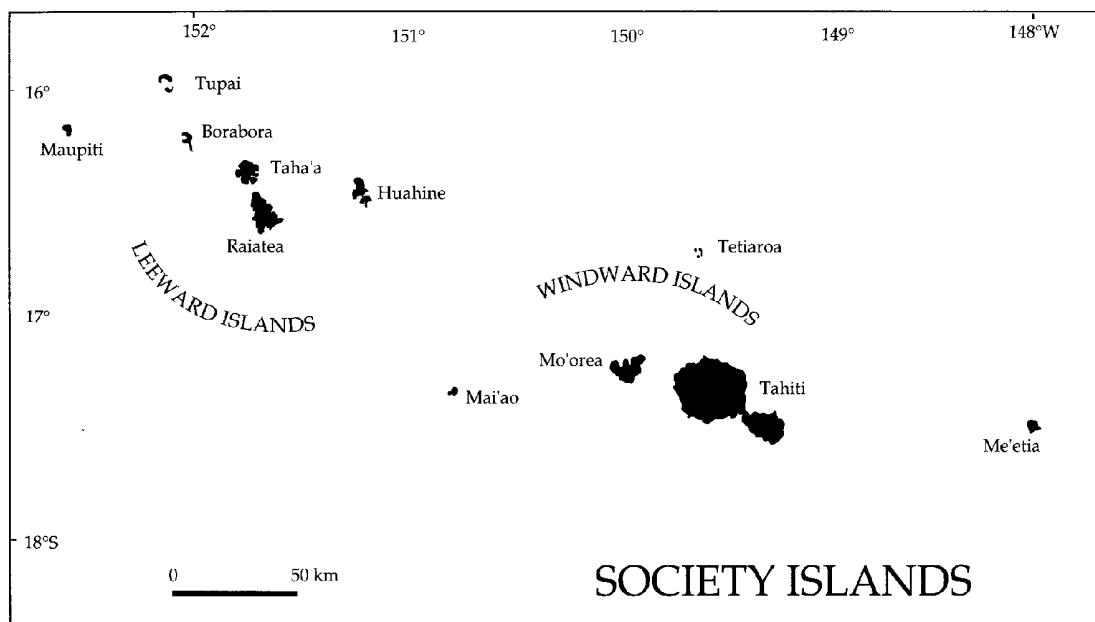 152°
151°
150°
149°
148°W
16°
Tupai
Maupiti
Borabora
Taha'a
Huahine
Raiatea
LEEWARD ISLANDS
Tetiaroa
WINDWARD ISLANDS
17°
Mo'orea
Tahiti
Mai'ao
Me'etia
18°S
0
50 km
SOCIETY ISLANDS